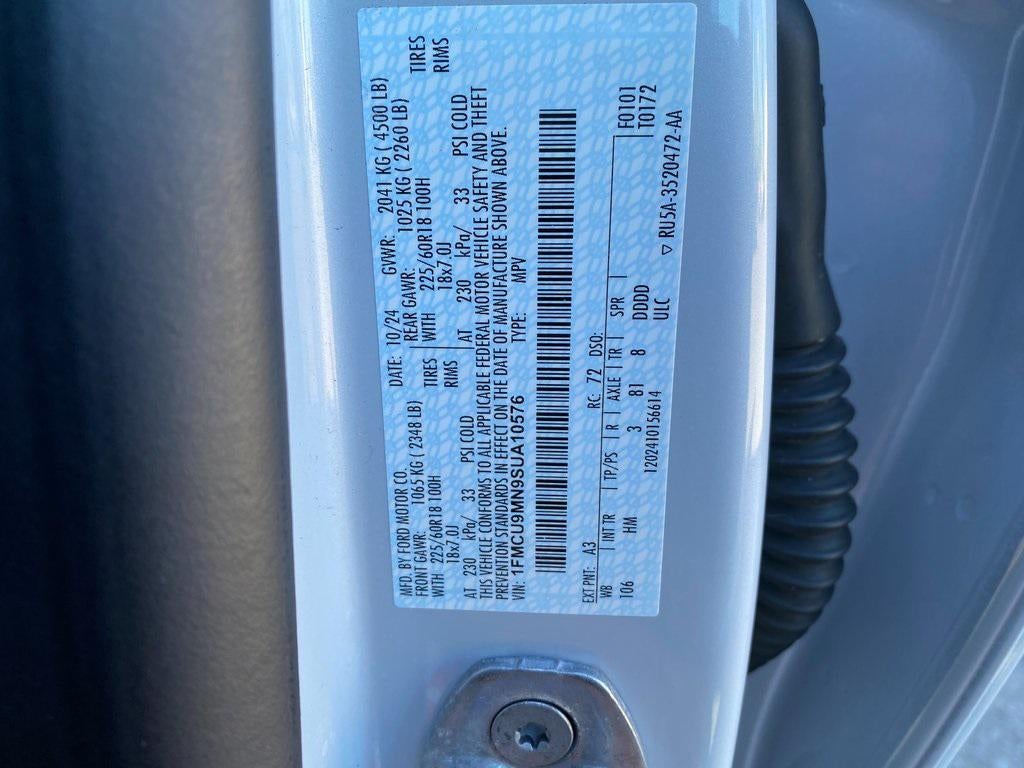 MFD. BY FORD MOTOR CO. DATE: 10/24 GVWR: 2041 KG ( 4500 LB)
FRONT GAWR: 1065 KG ( 2348 LB) REAR GAWR: 1025 KG ( 2260 LB)
WITH 225/60R18 100H TIRES WITH 225/60R18 100H TIRES
18x7.0J RIMS 18x7.0J RIMS
AT 230 kPa/ 33 PSI COLD AT 230 kPa/ 33 PSI COLD
THIS VEHICLE CONFORMS TO ALL APPLICABLE FEDERAL MOTOR VEHICLE SAFETY AND THEFT
PREVENTION STANDARDS IN EFFECT ON THE DATE OF MANUFACTURE SHOWN ABOVE.
VIN: 1FMCU9MN9SUA10576 TYPE: MPV
EXT PNT: A3 RC: 72 DSO: F0101
WB INT TR TP/PS R AXLE TR SPR T0172
106 HM 3 81 8 DDDD
120241015661​4 ULC RU5A-3520472-AA